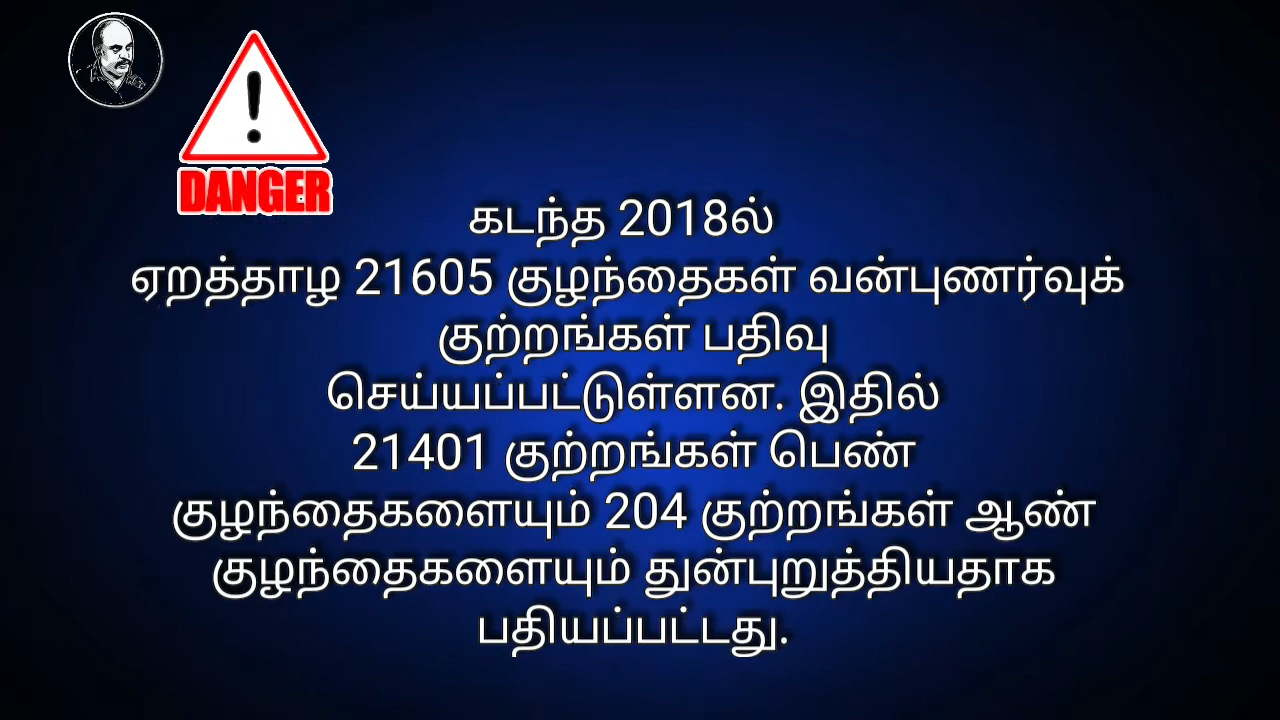 DANGER
கடந்த 2018ல்
ஏறத்தாழ 21605 குழந்தைகள் வன்புணர்வுக்
குற்றங்கள் பதிவு
செய்யப்பட்டுள்ளன. இதில்
21401 குற்றங்கள் பெண்
குழந்தைகளையும் 204 குற்றங்கள் ஆண்
குழந்தைகளையும் துன்புறுத்தியதாக
பதியப்பட்டது.